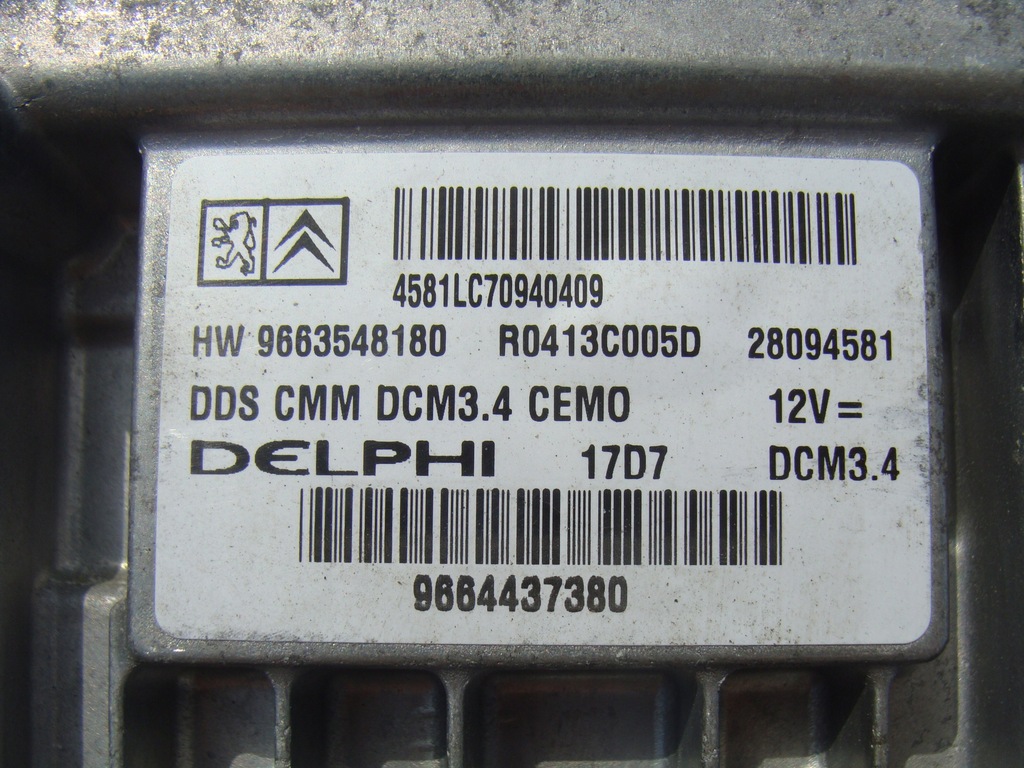 4581LC70940409
HW 9663548180 R0413C005D 28094581
DDS CMM DCM3.4 CEMO 12V=
DELPHI 17D7 DCM3.4
9664437380